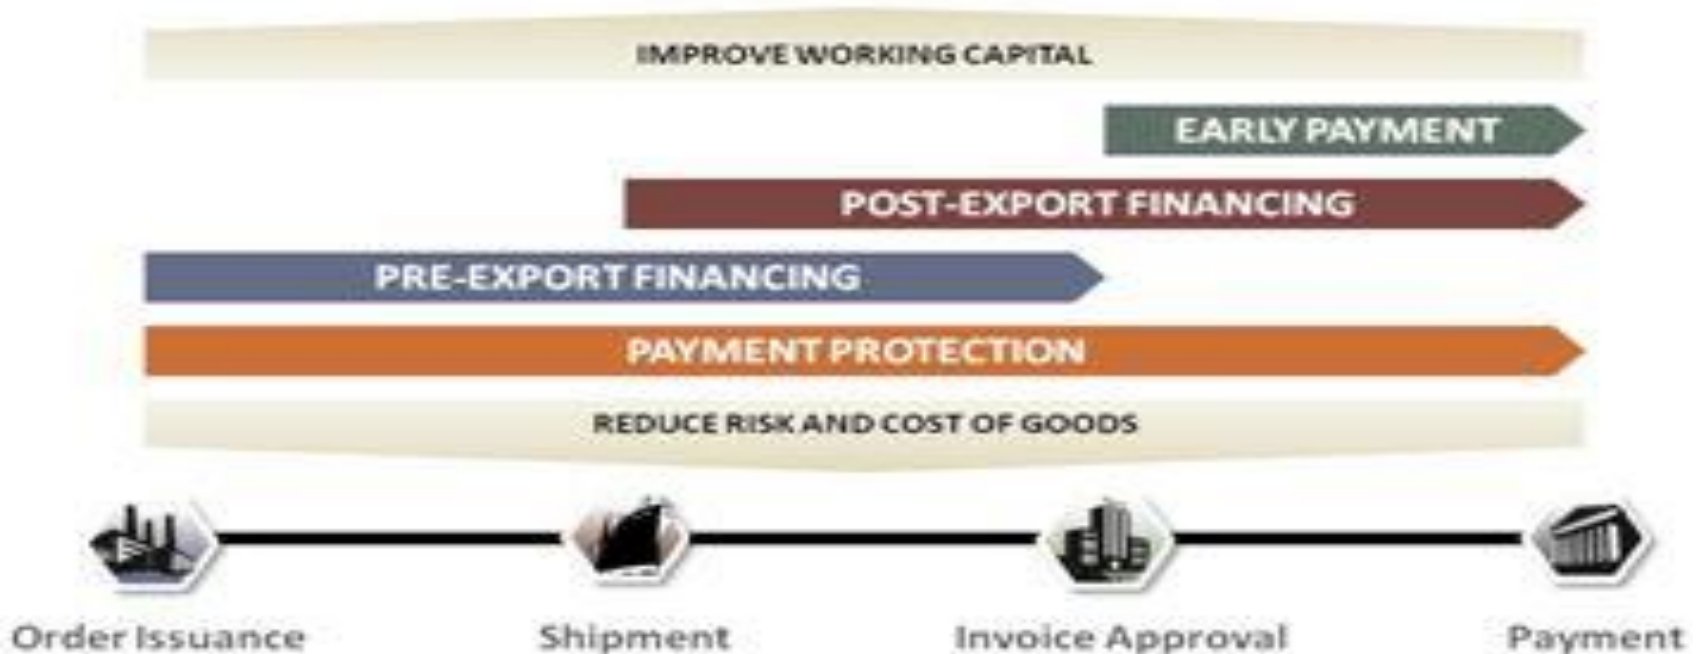 IMPROVE WORKING CAPITAL
EARLY PAYMENT
POST-EXPORT FINANCING
PRE-EXPORT FINANCING
PAYMENT PROTECTION
REDUCE RISK AND COST OF GOODS
Order Issuance Shipment Invoice Approval Payment